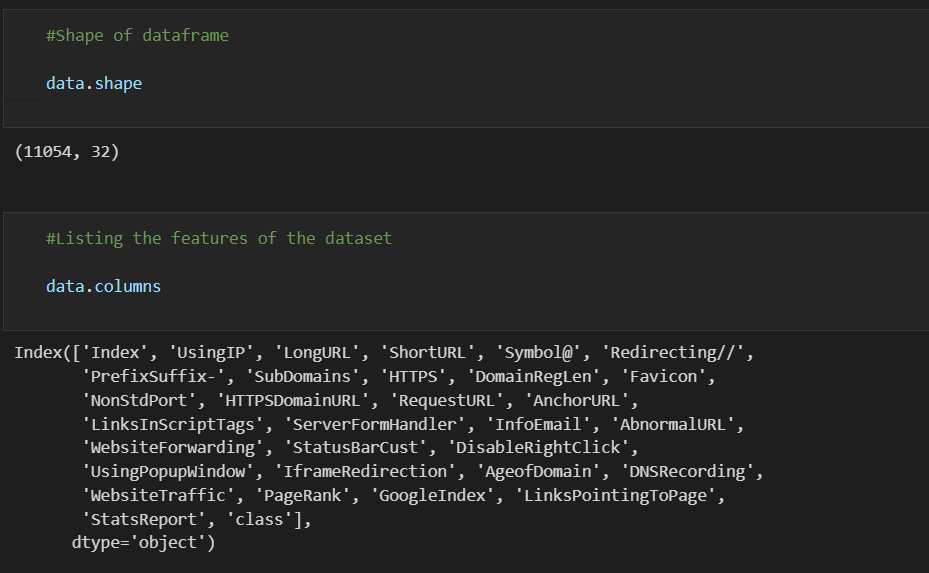 #Shape of dataframe
data.shape
(11054, 32)
#Listing the features of the dataset
data.columns
Index(['Index', 'UsingIP', 'LongURL', 'ShortURL', 'Symbol@', 'Redirecting//',
'PrefixSuffix-', 'SubDomains', 'HTTPS', 'DomainRegLen', 'Favicon',
'NonStdPort', 'HTTPSDomainURL', 'RequestURL', 'AnchorURL',
'LinksInScriptTags', 'ServerFormHandler', 'InfoEmail', 'AbnormalURL',
'WebsiteForwarding', 'StatusBarCust', 'DisableRightClick',
'UsingPopupWindow', 'IframeRedirection', 'AgeofDomain', 'DNSRecording',
'WebsiteTraffic', 'PageRank', 'GoogleIndex', 'LinksPointingToPage',
'StatsReport', 'class'],
dtype='object')